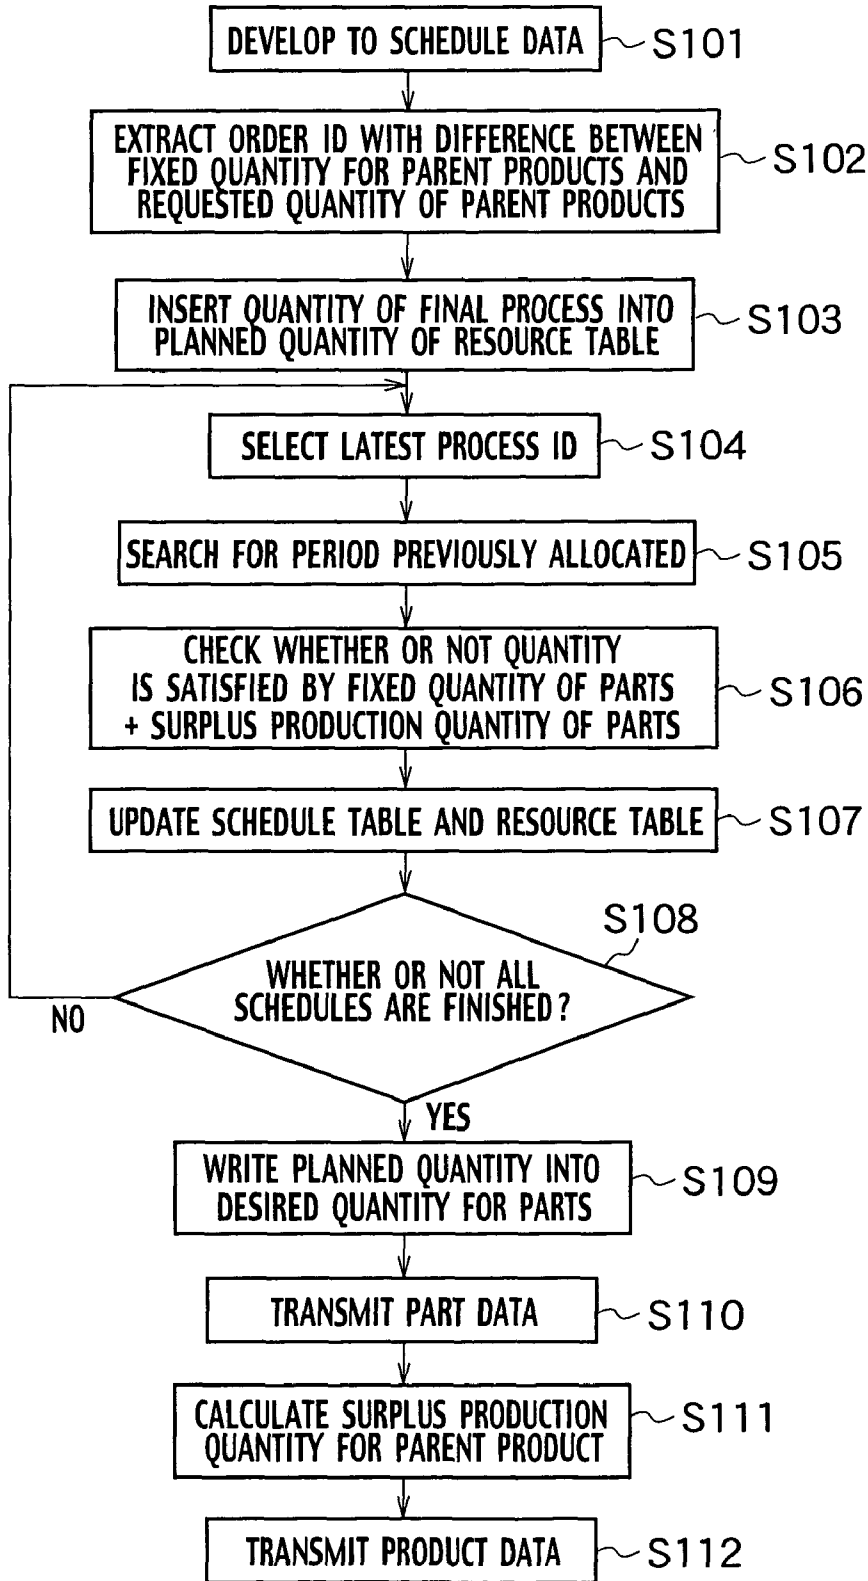 DEVELOP TO SCHEDULE DATA
S101
EXTRACT ORDER ID WITH DIFFERENCE BETWEEN
FIXED QUANTITY FOR PARENT PRODUCTS AND
REQUESTED QUANTITY OF PARENT PRODUCTS
S102
INSERT QUANTITY OF FINAL PROCESS INTO
PLANNED QUANTITY OF RESOURCE TABLE
S103
SELECT LATEST PROCESS ID
S104
SEARCH FOR PERIOD PREVIOUSLY ALLOCATED
S105
CHECK WHETHER OR NOT QUANTITY
IS SATISFIED BY FIXED QUANTITY OF PARTS
+ SURPLUS PRODUCTION QUANTITY OF PARTS
S106
UPDATE SCHEDULE TABLE AND RESOURCE TABLE
S107
S108
WHETHER OR NOT ALL
SCHEDULES ARE FINISHED?
NO
YES
WRITE PLANNED QUANTITY INTO
DESIRED QUANTITY FOR PARTS
S109
TRANSMIT PART DATA
S110
CALCULATE SURPLUS PRODUCTION
QUANTITY FOR PARENT PRODUCT
S111
TRANSMIT PRODUCT DATA
S112